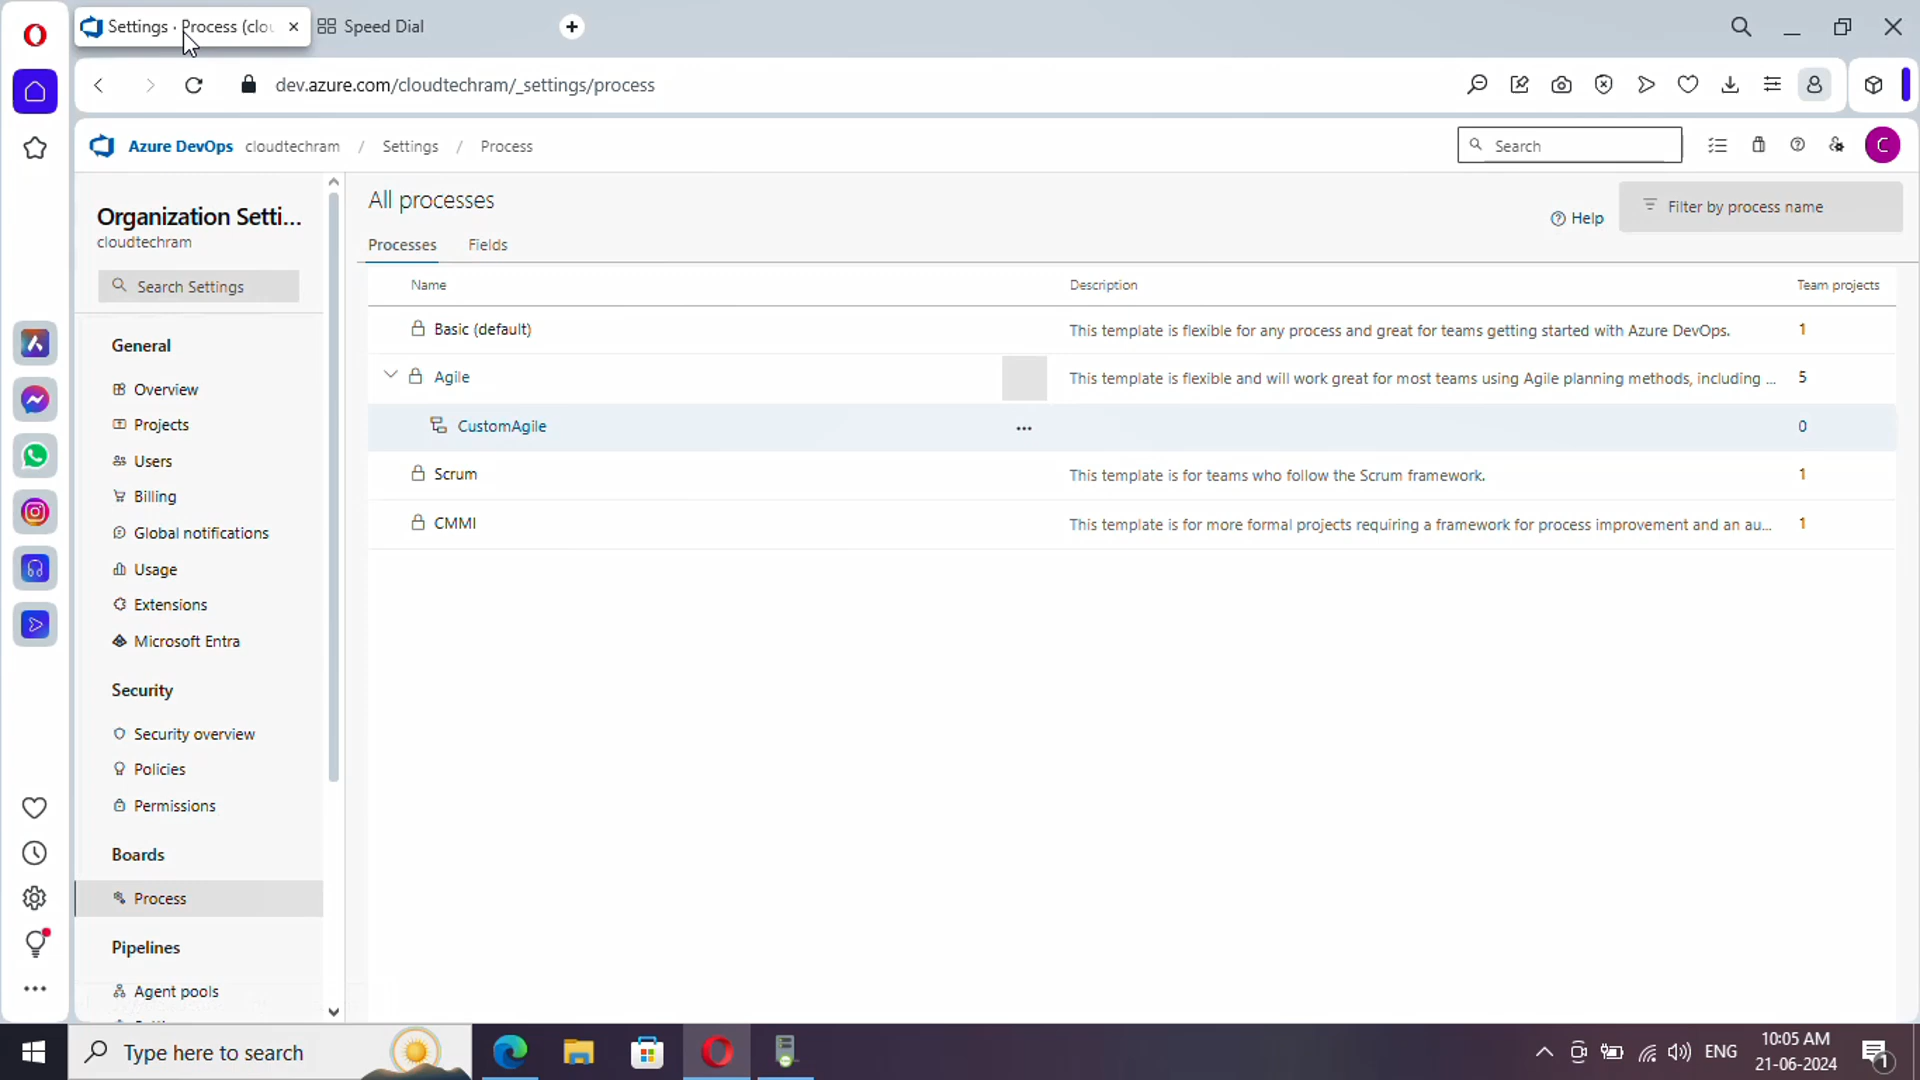 Settings · Process (clou
Speed Dial
dev.azure.com/cloudtechram/_settings/process
Azure DevOps cloudtechram / Settings / Process
Search
C
Organization Setti...
cloudtechram
Search Settings
General
Overview
Projects
Users
Billing
Global notifications
Usage
Extensions
Microsoft Entra
Security
Security overview
Policies
Permissions
Boards
Process
Pipelines
Agent pools
All processes
Help
Filter by process name
Processes Fields
Name Description Team projects
Basic (default) This template is flexible for any process and great for teams getting started with Azure DevOps. 1
Agile This template is flexible and will work great for most teams using Agile planning methods, including ... 5
CustomAgile ... 0
Scrum This template is for teams who follow the Scrum framework. 1
CMMI This template is for more formal projects requiring a framework for process improvement and an au... 1
Type here to search
ENG
10:05 AM
21-06-2024
1